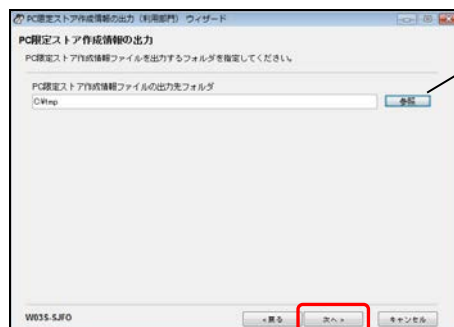 PC限定ストア作成情報の出力（利用部門） ウィザード
PC限定ストア作成情報の出力
PC限定ストア作成情報ファイルを出力するフォルダを指定してください。
PC限定ストア作成情報ファイルの出力先フォルダ
C:¥tmp
参照
W035-SJFO
<戻る
次へ>
キャンセル